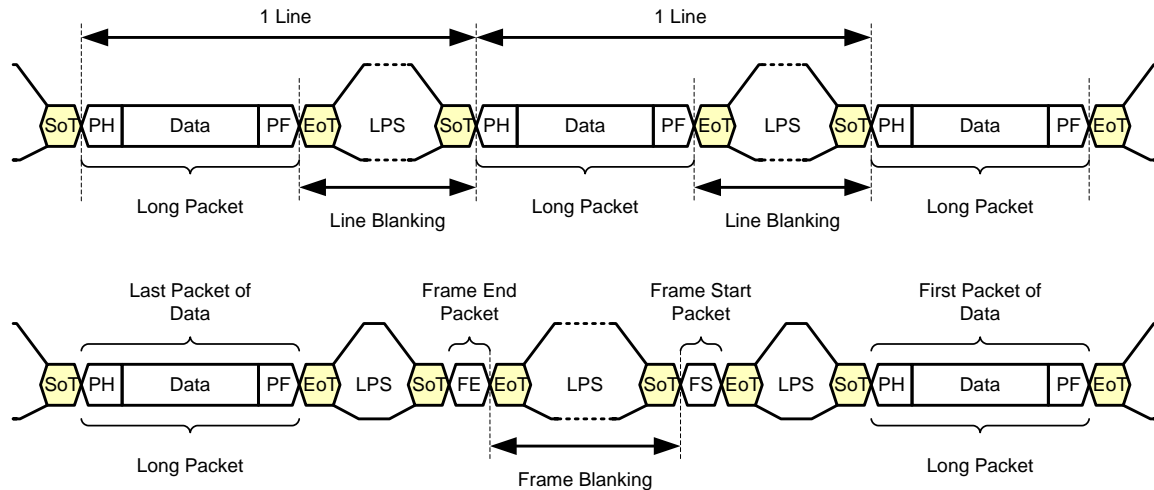 1 Line 1 Line
SoT PH Data PF EoT LPS SoT PH Data PF EoT LPS SoT PH Data PF EoT
Long Packet Long Packet Long Packet
Line Blanking Line Blanking
Last Packet of Frame End Frame Start First Packet of
Data Packet Packet Data
SoT PH Data PF EoT LPS SoT FE EoT LPS SoT FS EoT LPS SoT PH Data PF EoT
Long Packet Long Packet
Frame Blanking